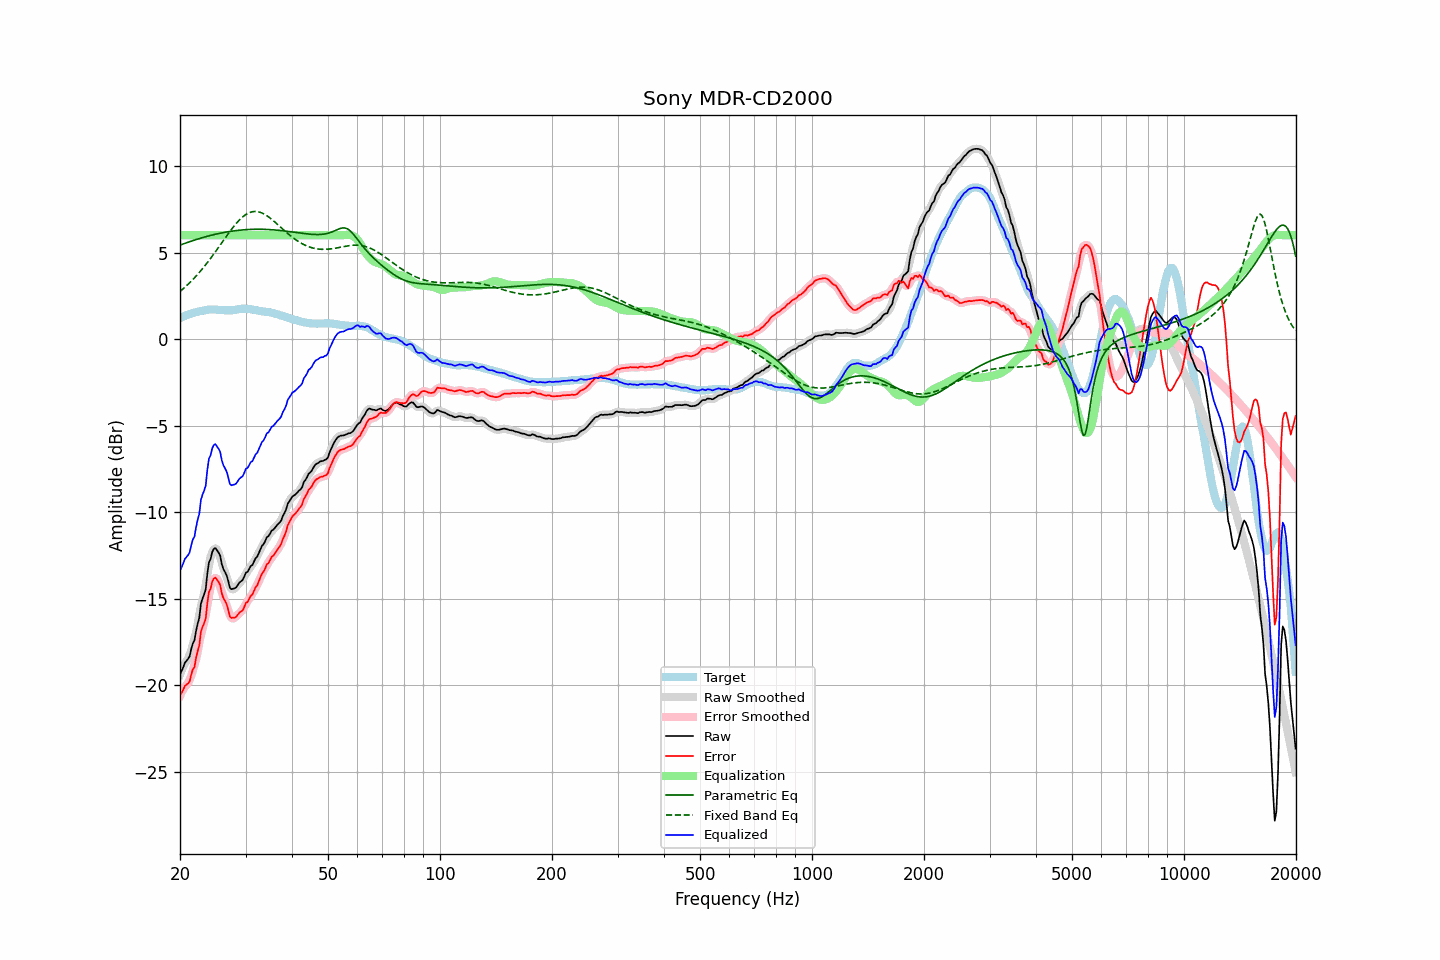 Sony MDR-CD2000
Amplitude (dBr)
10
5
0
−5
−10
−15
−20
−25
Target
Raw Smoothed
Error Smoothed
Raw
Error
Equalization
Parametric Eq
Fixed Band Eq
Equalized
20 50 100 200 500 1000 2000 5000 10000 20000
Frequency (Hz)